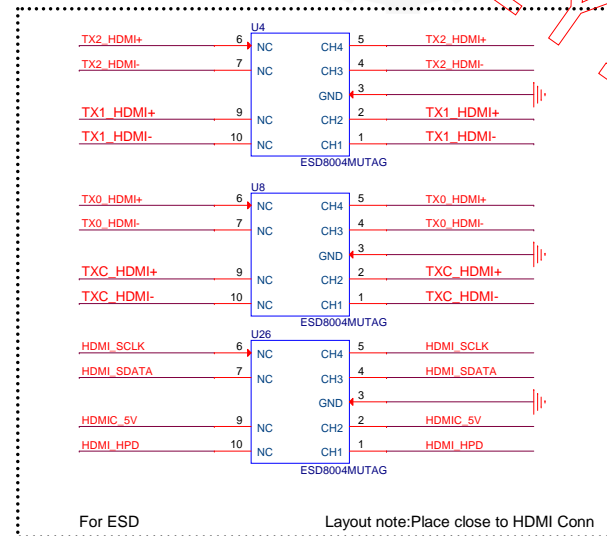 U4
TX2_HDMI+ 6 NC CH4 5 TX2_HDMI+
TX2_HDMI- 7 NC CH3 4 TX2_HDMI-
GND 3
TX1_HDMI+ 9 NC CH2 2 TX1_HDMI+
TX1_HDMI- 10 NC CH1 1 TX1_HDMI-
ESD8004MUTAG
U8
TX0_HDMI+ 6 NC CH4 5 TX0_HDMI+
TX0_HDMI- 7 NC CH3 4 TX0_HDMI-
GND 3
TXC_HDMI+ 9 NC CH2 2 TXC_HDMI+
TXC_HDMI- 10 NC CH1 1 TXC_HDMI-
ESD8004MUTAG
U26
HDMI_SCLK 6 NC CH4 5 HDMI_SCLK
HDMI_SDATA 7 NC CH3 4 HDMI_SDATA
GND 3
HDMIC_5V 9 NC CH2 2 HDMIC_5V
HDMI_HPD 10 NC CH1 1 HDMI_HPD
ESD8004MUTAG
For ESD Layout note:Place close to HDMI Conn